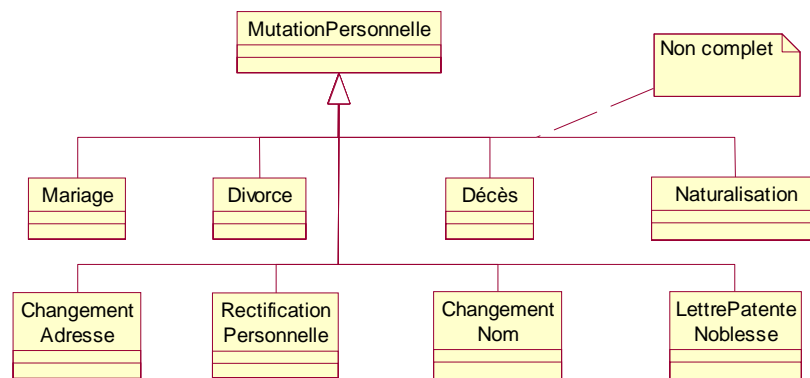 MutationPersonnelle
Non complet
Mariage
Divorce
Décès
Naturalisation
Changement
Adresse
Rectification
Personnelle
Changement
Nom
LettrePatente
Noblesse